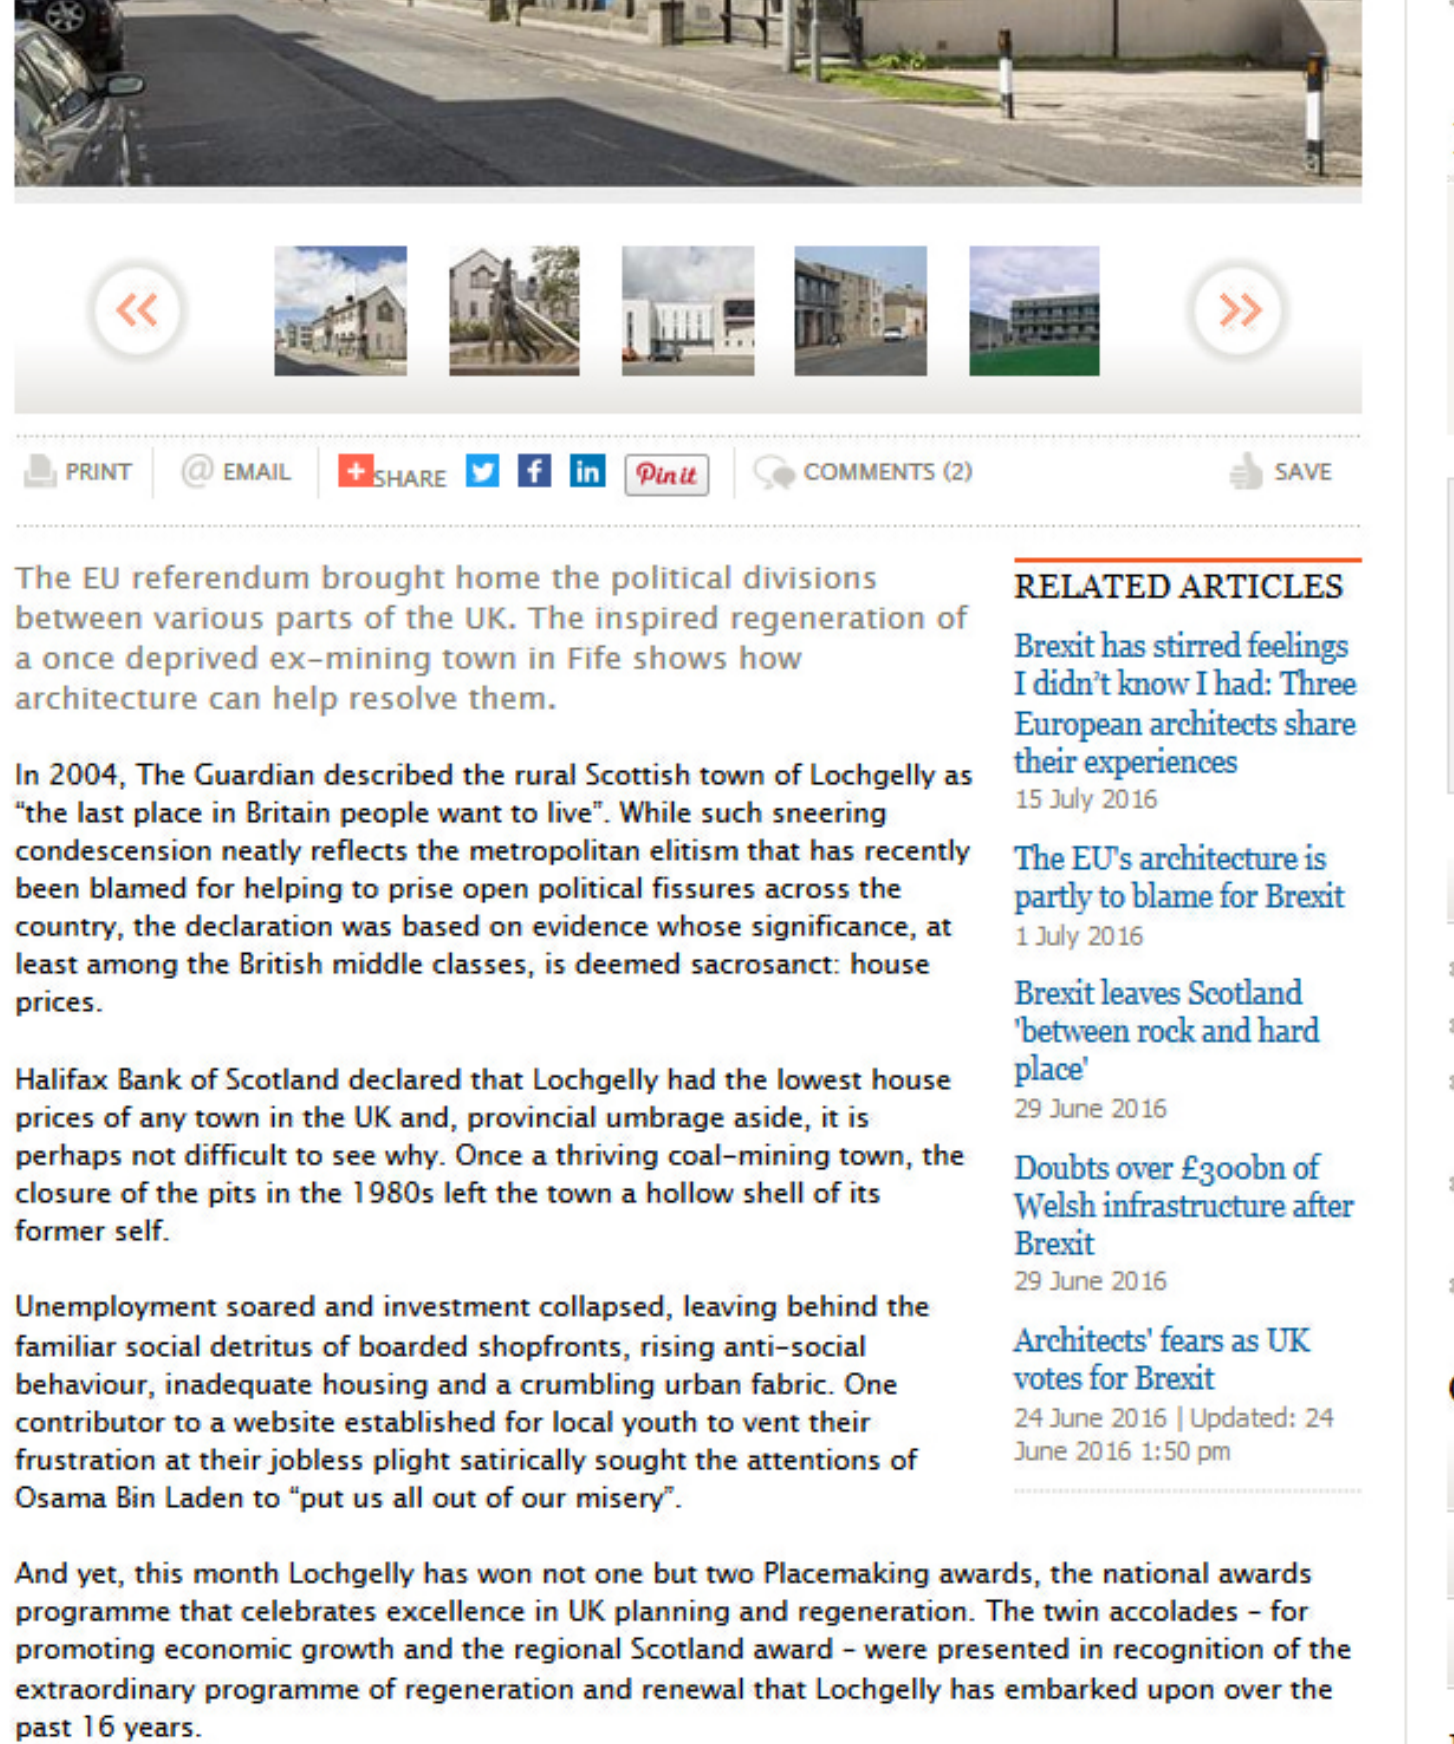 PRINT
EMAIL
SHARE
Pinit
COMMENTS (2)
SAVE
The EU referendum brought home the political divisions
between various parts of the UK. The inspired regeneration of
a once deprived ex-mining town in Fife shows how
architecture can help resolve them.
In 2004, The Guardian described the rural Scottish town of Lochgelly as
“the last place in Britain people want to live”. While such sneering
condescension neatly reflects the metropolitan elitism that has recently
been blamed for helping to prise open political fissures across the
country, the declaration was based on evidence whose significance, at
least among the British middle classes, is deemed sacrosanct: house
prices.
Halifax Bank of Scotland declared that Lochgelly had the lowest house
prices of any town in the UK and, provincial umbrage aside, it is
perhaps not difficult to see why. Once a thriving coal-mining town, the
closure of the pits in the 1980s left the town a hollow shell of its
former self.
Unemployment soared and investment collapsed, leaving behind the
familiar social detritus of boarded shopfronts, rising anti-social
behaviour, inadequate housing and a crumbling urban fabric. One
contributor to a website established for local youth to vent their
frustration at their jobless plight satirically sought the attentions of
Osama Bin Laden to “put us all out of our misery”.
And yet, this month Lochgelly has won not one but two Placemaking awards, the national awards
programme that celebrates excellence in UK planning and regeneration. The twin accolades – for
promoting economic growth and the regional Scotland award – were presented in recognition of the
extraordinary programme of regeneration and renewal that Lochgelly has embarked upon over the
past 16 years.
RELATED ARTICLES
Brexit has stirred feelings
I didn’t know I had: Three
European architects share
their experiences
15 July 2016
The EU's architecture is
partly to blame for Brexit
1 July 2016
Brexit leaves Scotland
'between rock and hard
place'
29 June 2016
Doubts over £300bn of
Welsh infrastructure after
Brexit
29 June 2016
Architects' fears as UK
votes for Brexit
24 June 2016 | Updated: 24
June 2016 1:50 pm